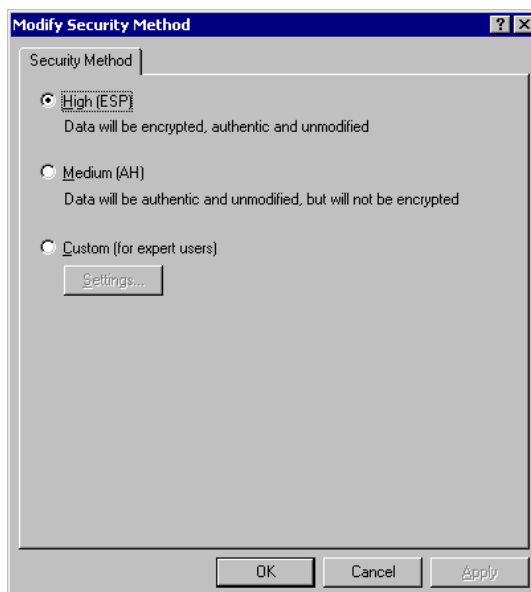 Modify Security Method
Security Method
High (ESP)
Data will be encrypted, authentic and unmodified
Medium (AH)
Data will be authentic and unmodified, but will not be encrypted
Custom (for expert users)
Settings...
OK Cancel Apply